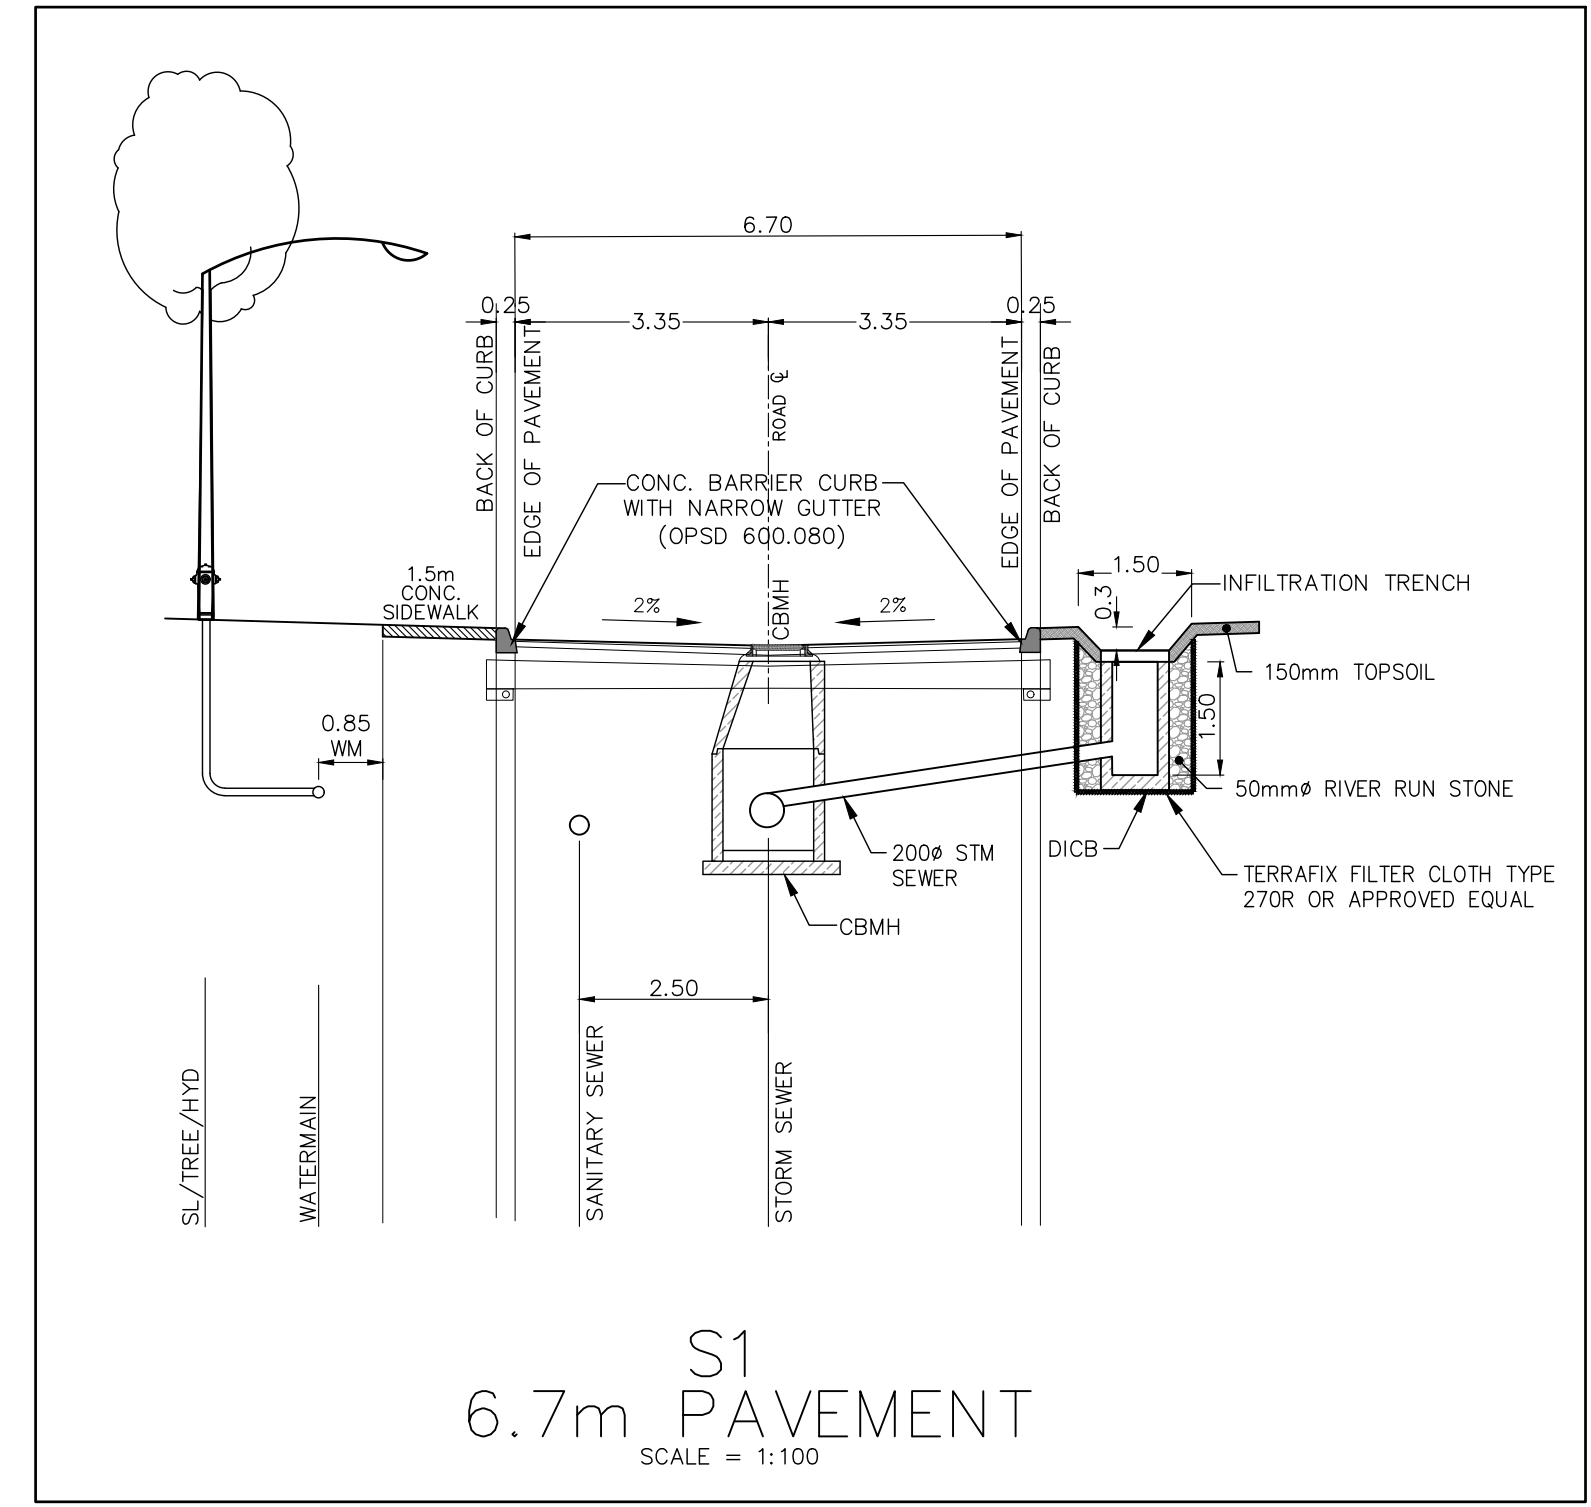 6.70
0.25
0.25
3.35
3.35
BACK OF CURB
EDGE OF PAVEMENT
ROAD ℄
EDGE OF PAVEMENT
BACK OF CURB
CONC. BARRIER CURB
WITH NARROW GUTTER
(OPSD 600.080)
1.5m
CONC.
SIDEWALK
2%
CBMH
2%
0.3
1.50
INFILTRATION TRENCH
150mm TOPSOIL
1.50
0.85
WM
50mmø RIVER RUN STONE
200ø STM
SEWER
DICB
TERRAFIX FILTER CLOTH TYPE
270R OR APPROVED EQUAL
CBMH
2.50
SL/TREE/HYD
WATERMAIN
SANITARY SEWER
STORM SEWER
S1
6.7m PAVEMENT
SCALE = 1:100